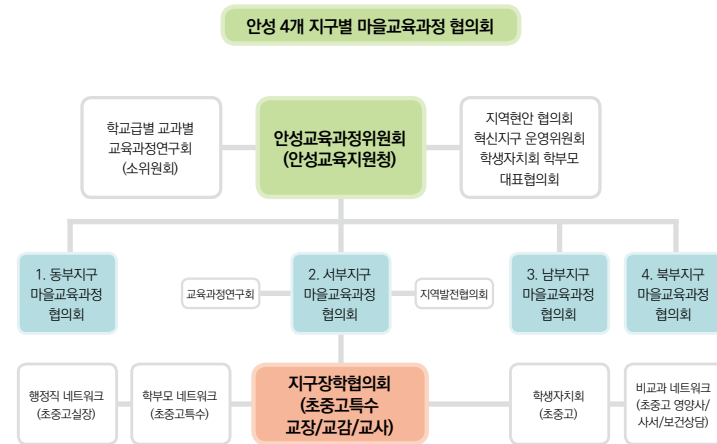 안성 4개 지구별 마을교육과정 협의회
학교급별 교과별
교육과정연구회
(소위원회)
안성교육과정위원회
(안성교육지원청)
지역현안 협의회
혁신지구 운영위원회
학생자치회 학부모
대표협의회
1. 동부지구
마을교육과정
협의회
교육과정연구회
2. 서부지구
마을교육과정
협의회
지역발전협의회
3. 남부지구
마을교육과정
협의회
4. 북부지구
마을교육과정
협의회
행정직 네트워크
(초중고실장)
학부모 네트워크
(초중고특수)
지구장학협의회
(초중고특수
교장/교감/교사)
학생자치회
(초중고)
비교과 네트워크
(초중고 영양사/
사서/보건상담)